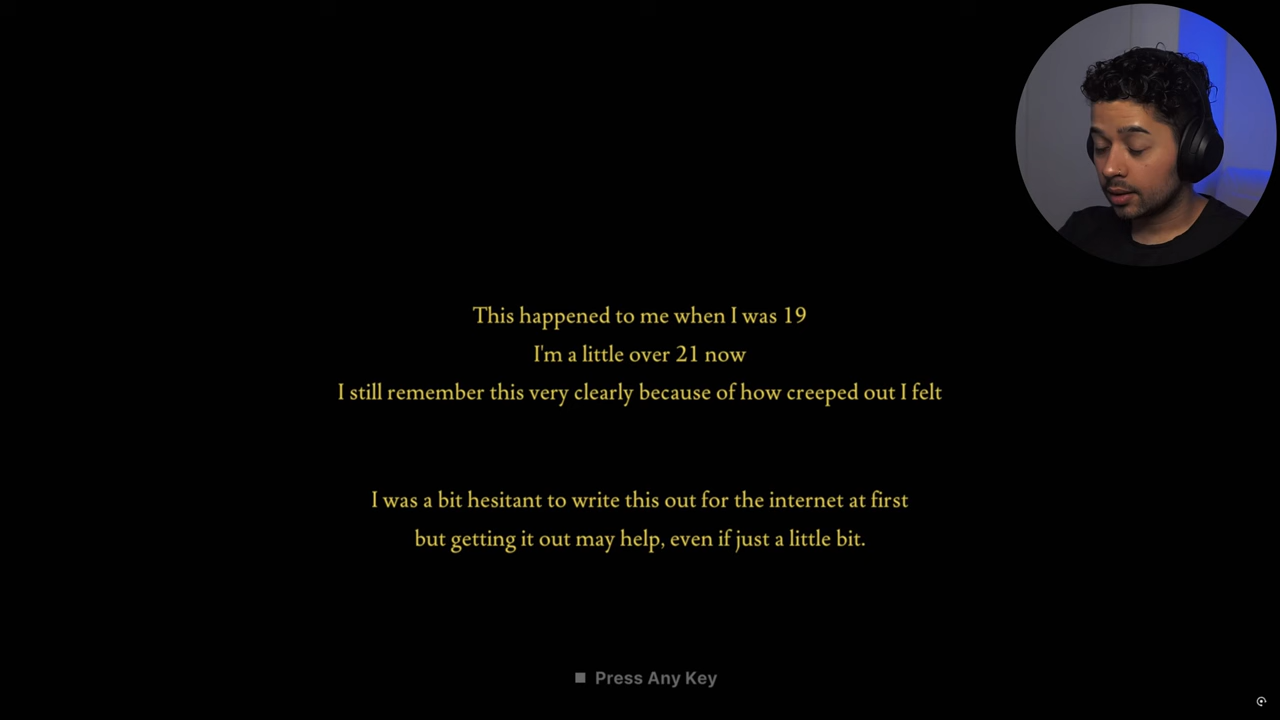 This happened to me when I was 19
I'm a little over 21 now
I still remember this very clearly because of how creeped out I felt
I was a bit hesitant to write this out for the internet at first
but getting it out may help, even if just a little bit.
Press Any Key